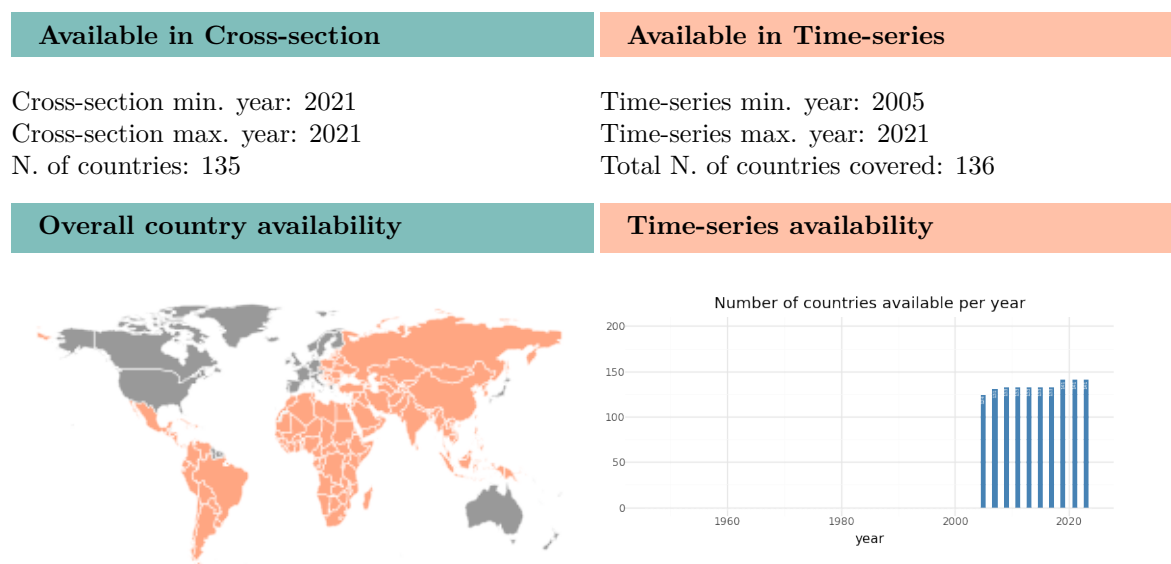 Available in Cross-section
Available in Time-series
Cross-section min. year: 2021
Cross-section max. year: 2021
N. of countries: 135
Time-series min. year: 2005
Time-series max. year: 2021
Total N. of countries covered: 136
Overall country availability
Time-series availability
Number of countries available per year
200
150
100
50
0
1960
1980
2000
2020
year